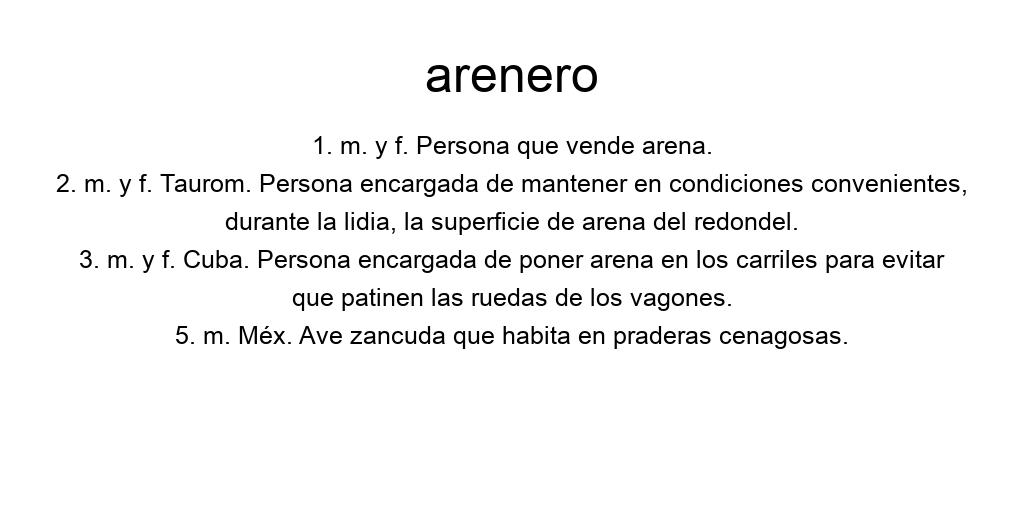 arenero
1. m. y f. Persona que vende arena.
2. m. y f. Taurom. Persona encargada de mantener en condiciones convenientes,
durante la lidia, la superficie de arena del redondel.
3. m. y f. Cuba. Persona encargada de poner arena en los carriles para evitar
que patinen las ruedas de los vagones.
5. m. Méx. Ave zancuda que habita en praderas cenagosas.